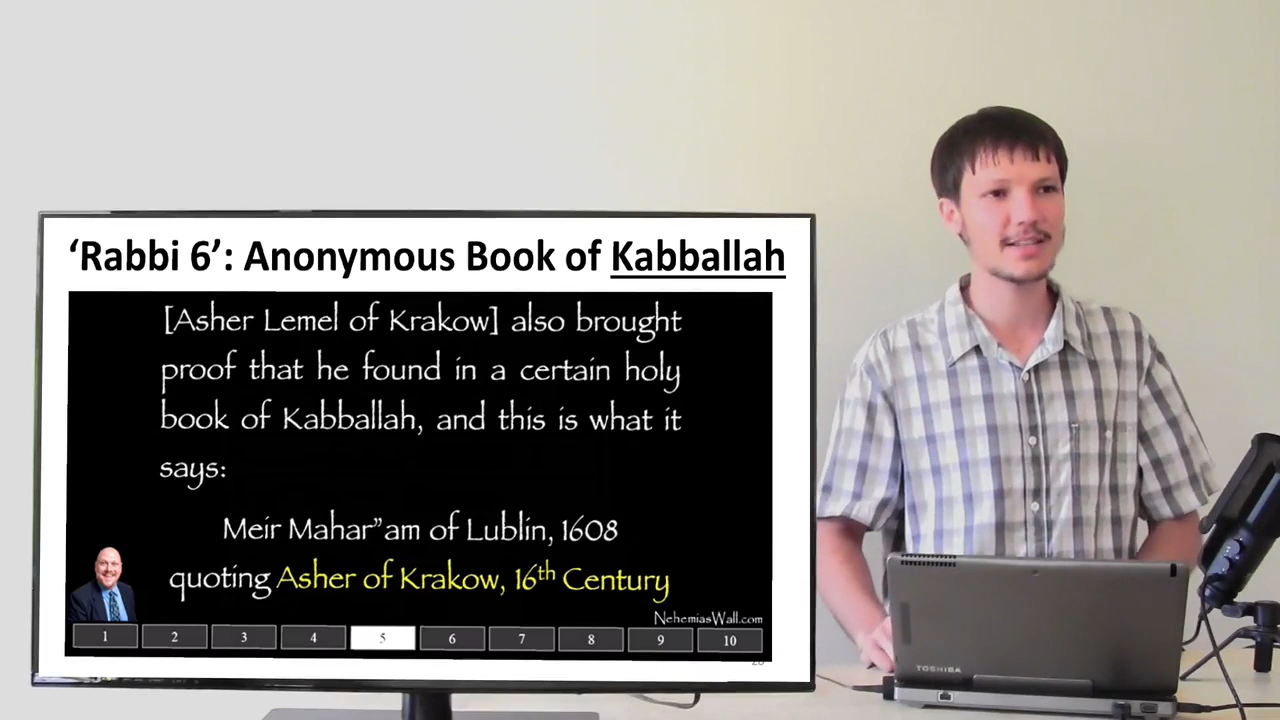 ‘Rabbi 6’: Anonymous Book of Kabballah
[Asher Lemel of Krakow] also brought
proof that he found in a certain holy
book of Kabballah, and this is what it
says:
Meir Mahar”am of Lublin, 1608
quoting Asher of Krakow, 16th Century
NehemiasWall.com
1 2 3 4 5 6 7 8 9 10
TOSHIBA